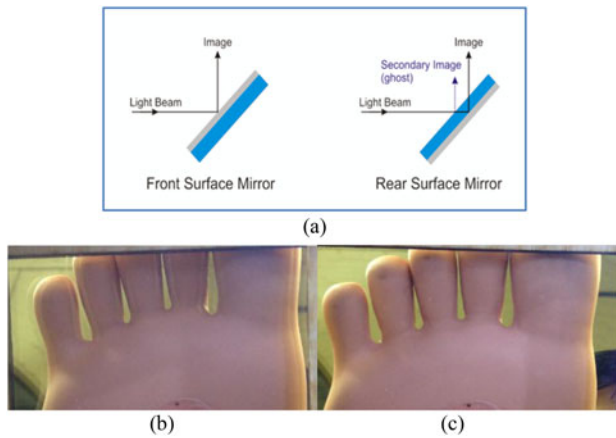 Image
Light Beam
Front Surface Mirror
Image
Secondary Image
(ghost)
Light Beam
Rear Surface Mirror
(a)
(b)
(c)